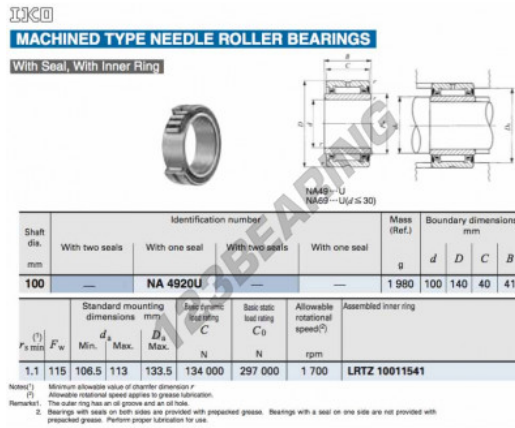 IKO
MACHINED TYPE NEEDLE ROLLER BEARINGS
With Seal, With Inner Ring
B
C
r
r
D
d
Fw
da
Da
NA49…U
NA69…U(d≦30)
123BEARING
Shaft dia. mm
Identification number
Mass (Ref.) g
Boundary dimensions mm
With two seals
With one seal
With two seals
With one seal
d D C B
100 — NA 4920U — — 1 980 100 140 40 41
Standard mounting dimensions mm
Basic dynamic load rating C N
Basic static load rating C0 N
Allowable rotational speed(2) rpm
Assembled inner ring
(1) rs min Fw da Min. Max. Da Max.
1.1 115 106.5 113 133.5 134 000 297 000 1 700 LRTZ 10011541
Notes(1) Minimum allowable value of chamfer dimension r
(2) Allowable rotational speed applies to grease lubrication.
Remarks1. The outer ring has an oil groove and an oil hole.
2. Bearings with seals on both sides are provided with prepacked grease. Bearings with a seal on one side are not provided with
prepacked grease. Perform proper lubrication for use.